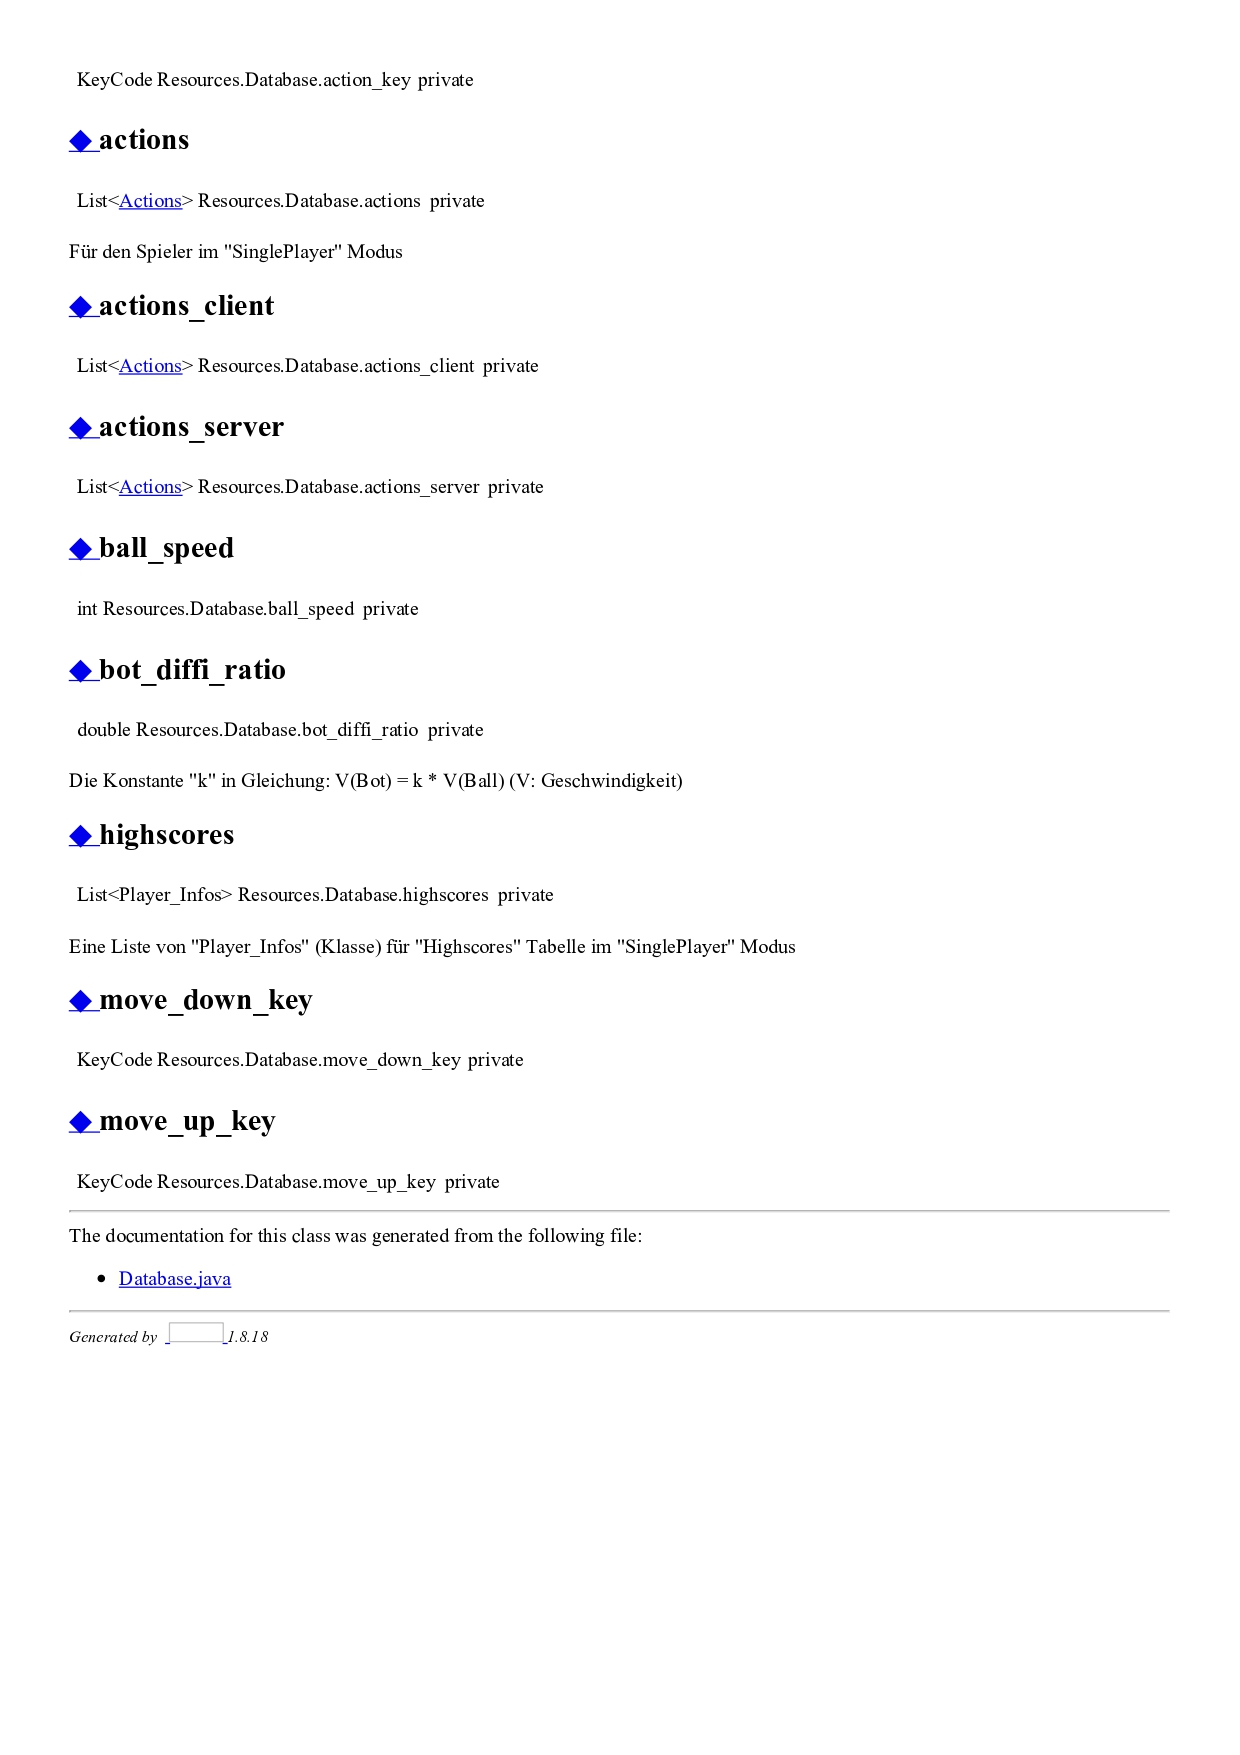 KeyCode Resources.Database.action_key private
◆ actions
List<Actions> Resources.Database.actions private
Für den Spieler im "SinglePlayer" Modus
◆ actions_client
List<Actions> Resources.Database.actions_client private
◆ actions_server
List<Actions> Resources.Database.actions_server private
◆ ball_speed
int Resources.Database.ball_speed private
◆ bot_diffi_ratio
double Resources.Database.bot_diffi_ratio private
Die Konstante "k" in Gleichung: V(Bot) = k * V(Ball) (V: Geschwindigkeit)
◆ highscores
List<Player_Infos> Resources.Database.highscores private
Eine Liste von "Player_Infos" (Klasse) für "Highscores" Tabelle im "SinglePlayer" Modus
◆ move_down_key
KeyCode Resources.Database.move_down_key private
◆ move_up_key
KeyCode Resources.Database.move_up_key private
The documentation for this class was generated from the following file:
• Database.java
Generated by 1.8.18